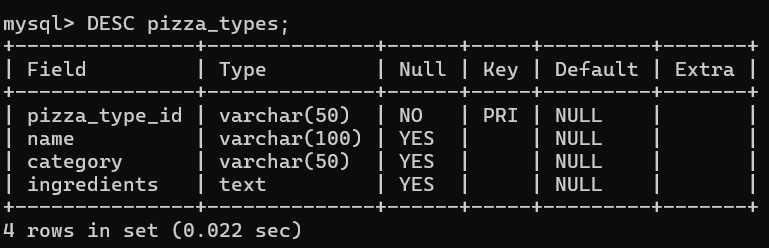 mysql> DESC pizza_types;
+---------------+--------------+------+-----+---------+-------+
| Field         | Type         | Null | Key | Default | Extra |
+---------------+--------------+------+-----+---------+-------+
| pizza_type_id | varchar(50)  | NO   | PRI | NULL    |       |
| name          | varchar(100) | YES  |     | NULL    |       |
| category      | varchar(50)  | YES  |     | NULL    |       |
| ingredients   | text         | YES  |     | NULL    |       |
+---------------+--------------+------+-----+---------+-------+
4 rows in set (0.022 sec)